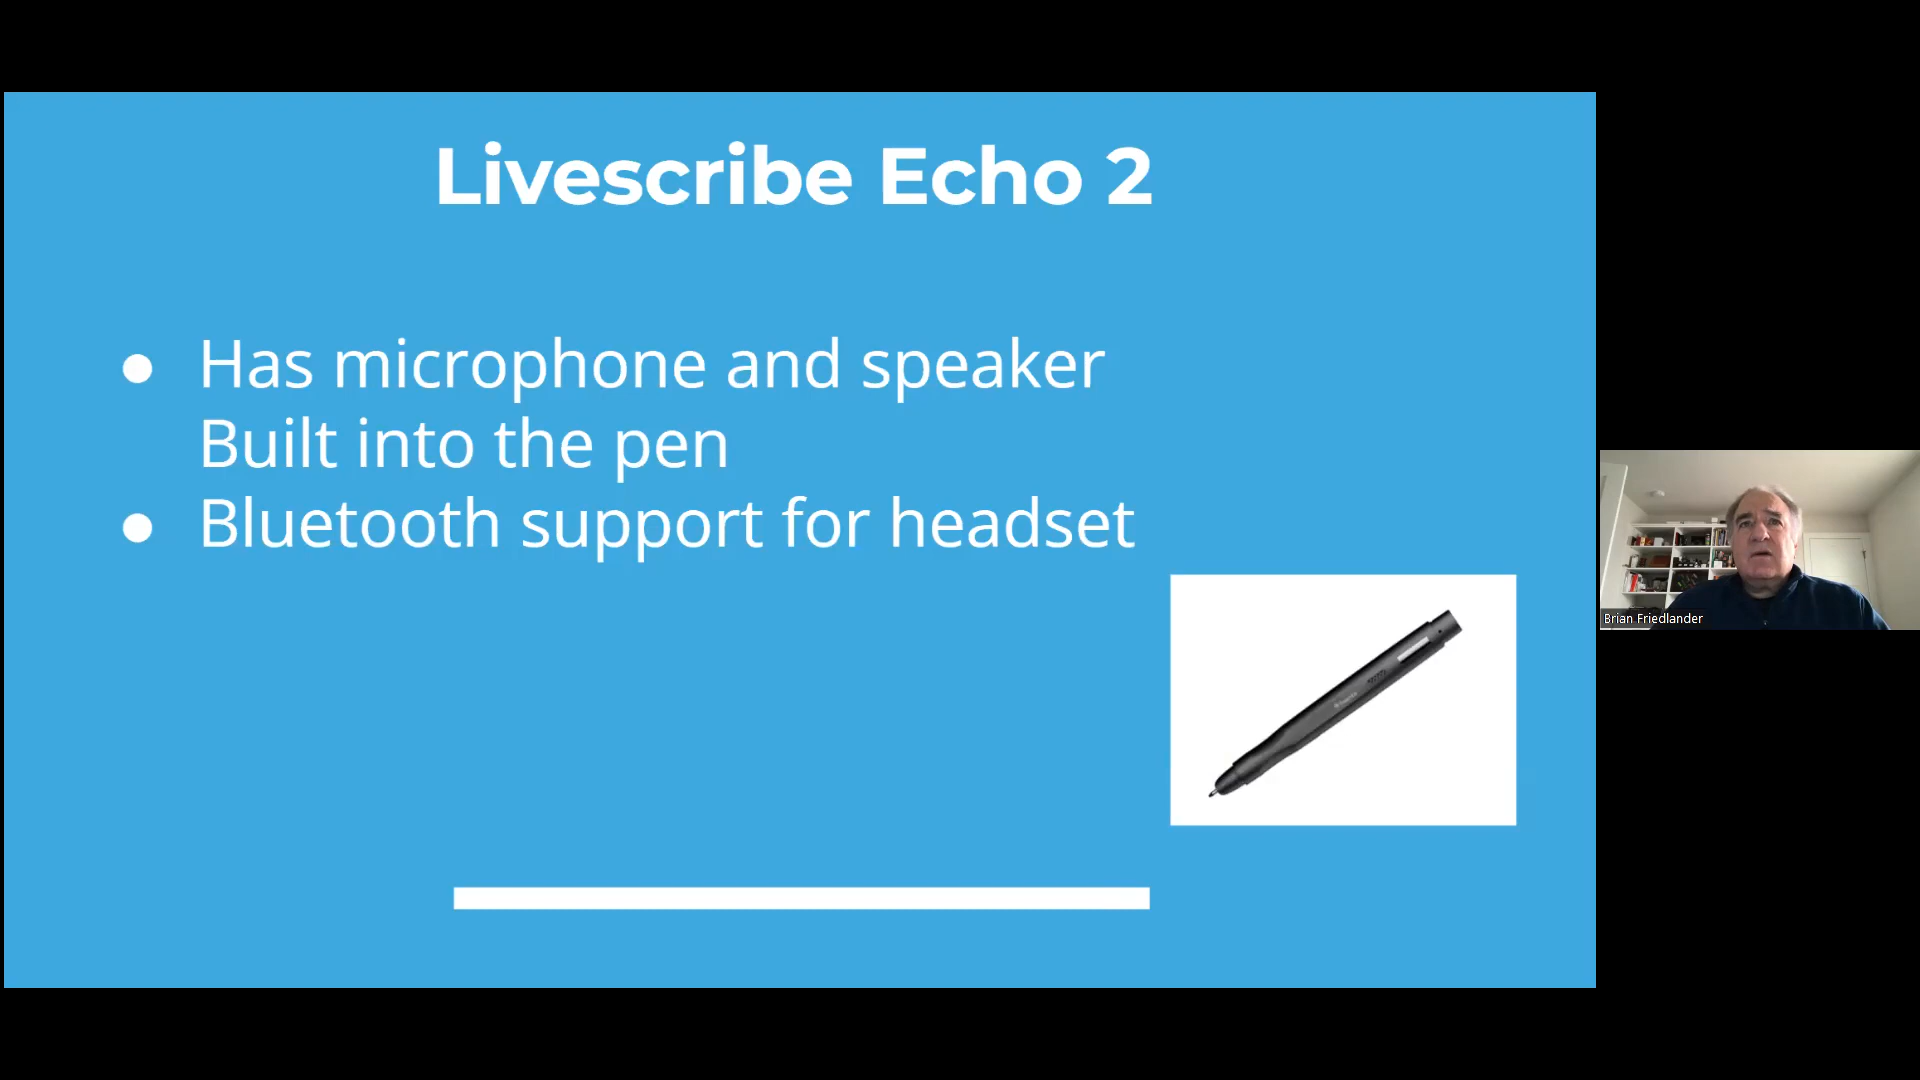 Livescribe Echo 2
● Has microphone and speaker
Built into the pen
● Bluetooth support for headset
Brian Friedlander